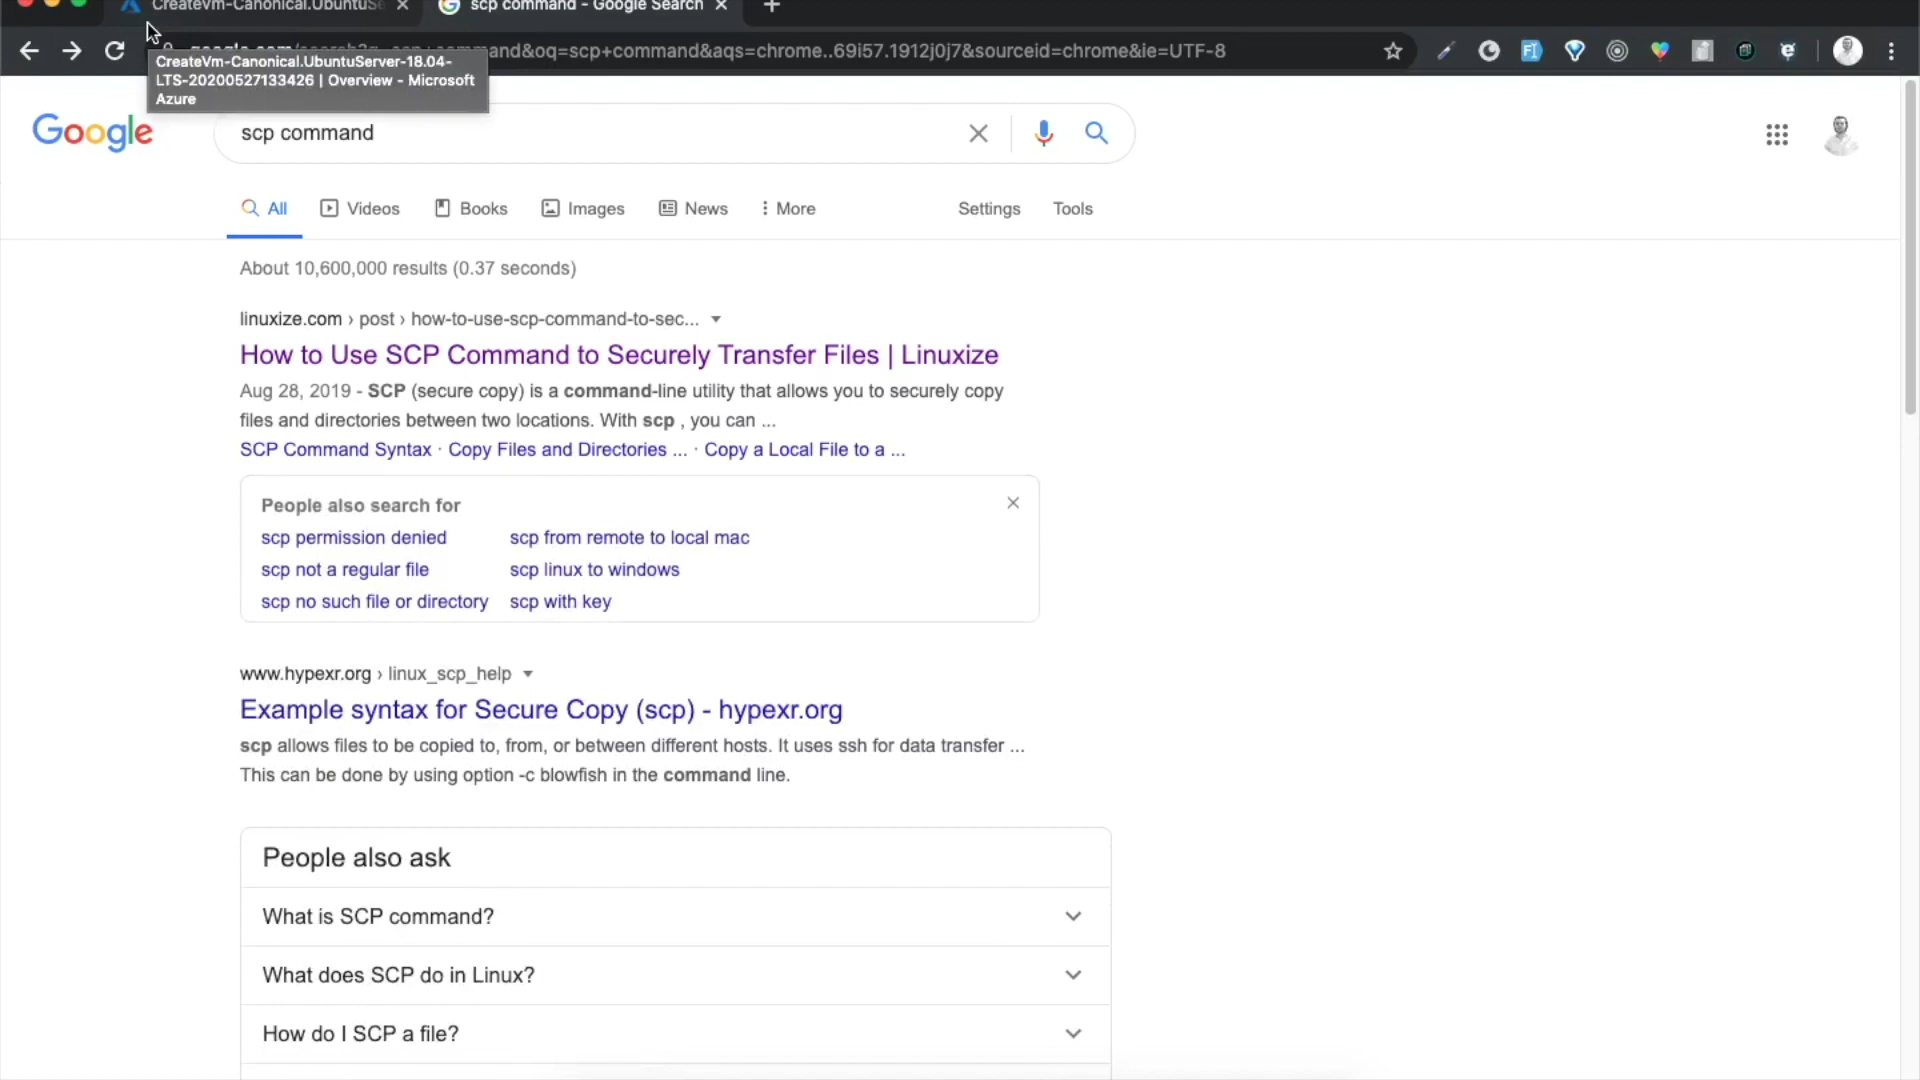 CreateVm-Canonical.UbuntuSe
scp command - Google Search
mmand&oq=scp+command&aqs=chrome..69i57.1912j0j7&sourceid=chrome&ie=UTF-8
CreateVm-Canonical.UbuntuServer-18.04-
LTS-20200527133426 | Overview - Microsoft
Azure
Google
scp command
All
Videos
Books
Images
News
More
Settings
Tools
About 10,600,000 results (0.37 seconds)
linuxize.com › post › how-to-use-scp-command-to-sec...
How to Use SCP Command to Securely Transfer Files | Linuxize
Aug 28, 2019 - SCP (secure copy) is a command-line utility that allows you to securely copy
files and directories between two locations. With scp , you can ...
SCP Command Syntax · Copy Files and Directories ... · Copy a Local File to a ...
People also search for
scp permission denied
scp from remote to local mac
scp not a regular file
scp linux to windows
scp no such file or directory
scp with key
www.hypexr.org › linux_scp_help
Example syntax for Secure Copy (scp) - hypexr.org
scp allows files to be copied to, from, or between different hosts. It uses ssh for data transfer ...
This can be done by using option -c blowfish in the command line.
People also ask
What is SCP command?
What does SCP do in Linux?
How do I SCP a file?